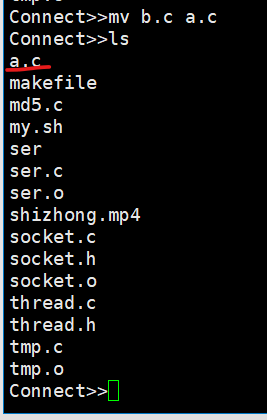 Connect>>mv b.c a.c
Connect>>ls
a.c
makefile
md5.c
my.sh
ser
ser.c
ser.o
shizhong.mp4
socket.c
socket.h
socket.o
thread.c
thread.h
tmp.c
tmp.o
Connect>>